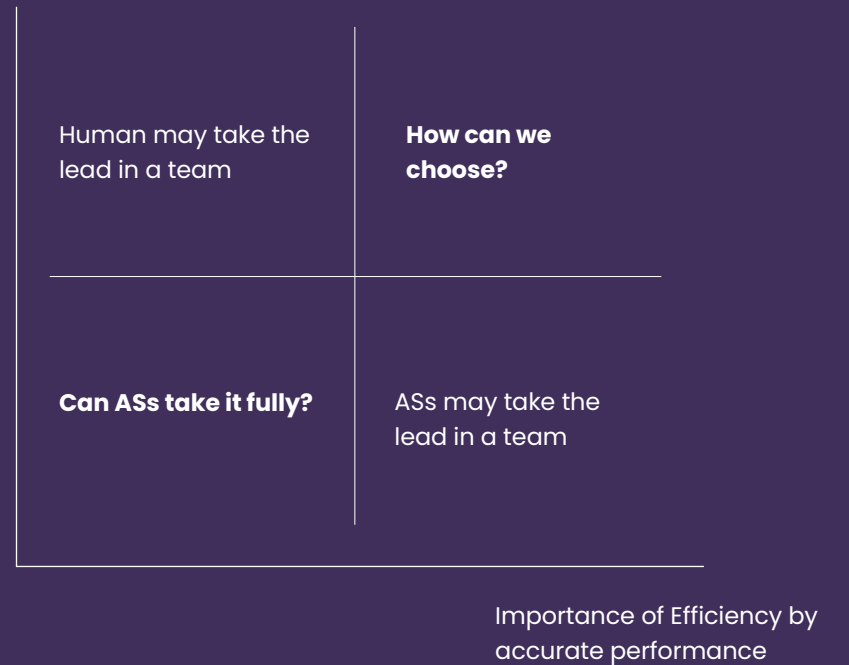 Human may take the
lead in a team
How can we
choose?
Can ASs take it fully?
ASs may take the
lead in a team
Importance of Efficiency by
accurate performance